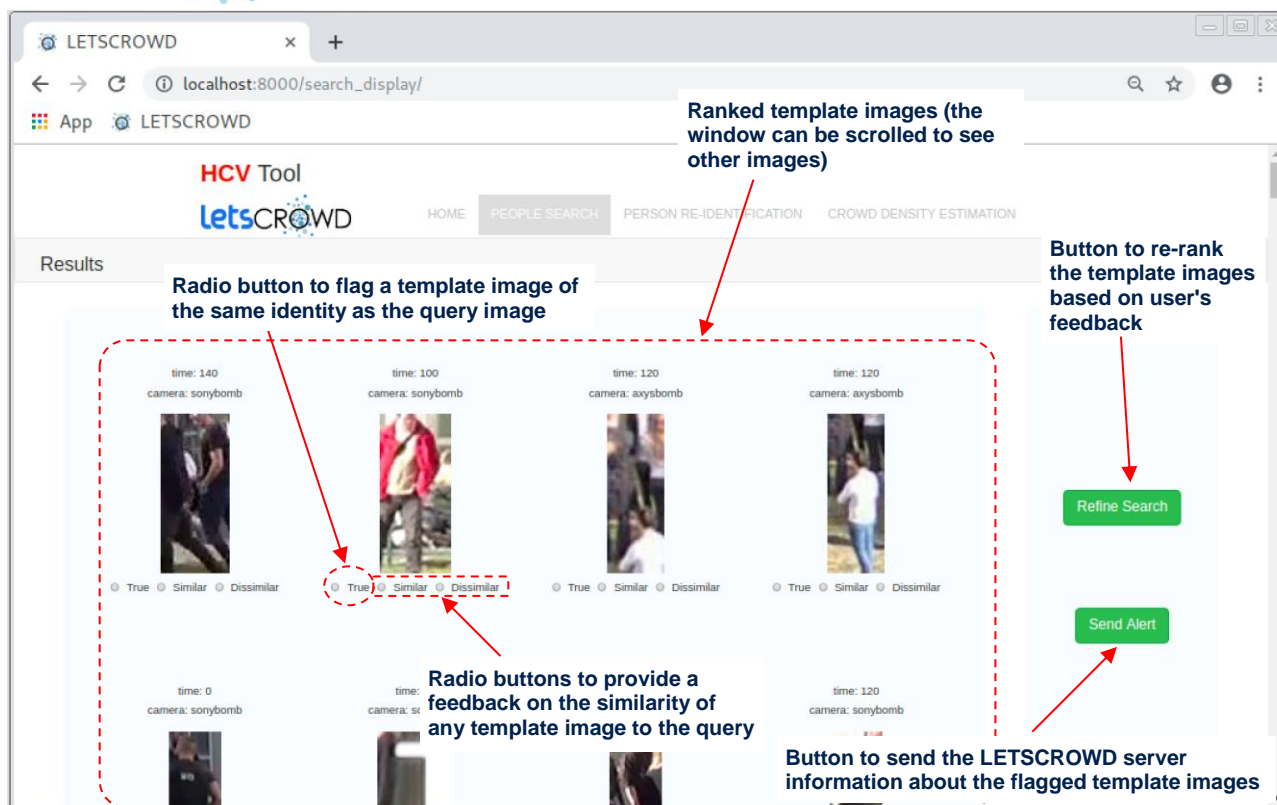 LETSCROWD × +
localhost:8000/search_display/
App LETSCROWD
Ranked template images (the
window can be scrolled to see
other images)
HCV Tool
LetsCROWD
HOME PEOPLE SEARCH PERSON RE-IDENTIFICATION CROWD DENSITY ESTIMATION
Results
Button to re-rank
the template images
based on user's
feedback
Radio button to flag a template image of
the same identity as the query image
time: 140
camera: sonybomb
time: 100
camera: sonybomb
time: 120
camera: axysbomb
time: 120
camera: axysbomb
True Similar Dissimilar
True Similar Dissimilar
True Similar Dissimilar
True Similar Dissimilar
Refine Search
Send Alert
Radio buttons to provide a
feedback on the similarity of
any template image to the query
time: 0
camera: sonybomb
time:
camera:
time: 120
camera: sonybomb
Button to send the LETSCROWD server
information about the flagged template images